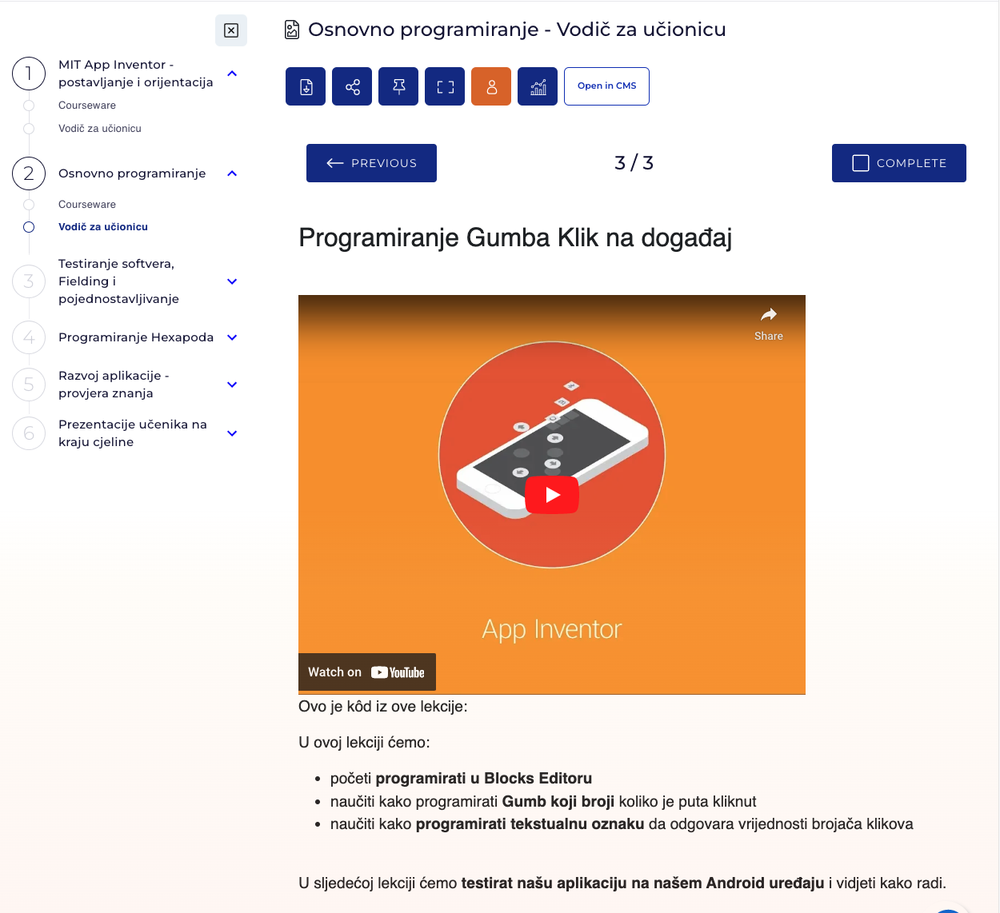 1
MIT App Inventor -
postavljanje i orijentacija
Courseware
Vodič za učionicu
2
Osnovno programiranje
Courseware
Vodič za učionicu
3
Testiranje softvera,
Fielding i
pojednostavljivanje
4
Programiranje Hexapoda
5
Razvoj aplikacije -
provjera znanja
6
Prezentacije učenika na
kraju cjeline
Osnovno programiranje - Vodič za učionicu
Open in CMS
PREVIOUS
3 / 3
COMPLETE
Programiranje Gumba Klik na događaj
Share
App Inventor
Watch on YouTube
Ovo je kôd iz ove lekcije:
U ovoj lekciji ćemo:
• početi programirati u Blocks Editoru
• naučiti kako programirati Gumb koji broji koliko je puta kliknut
• naučiti kako programirati tekstualnu oznaku da odgovara vrijednosti brojača klikova
U sljedećoj lekciji ćemo testirat našu aplikaciju na našem Android uređaju i vidjeti kako radi.